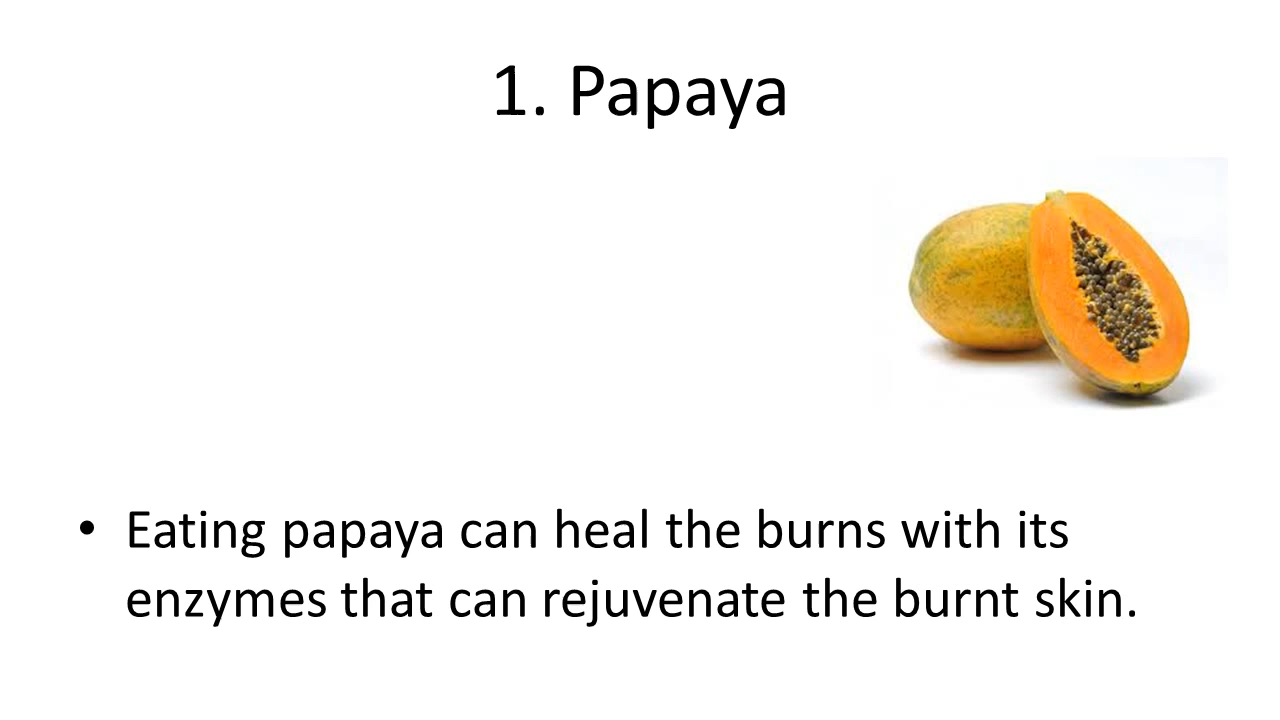 1. Papaya
• Eating papaya can heal the burns with its
enzymes that can rejuvenate the burnt skin.